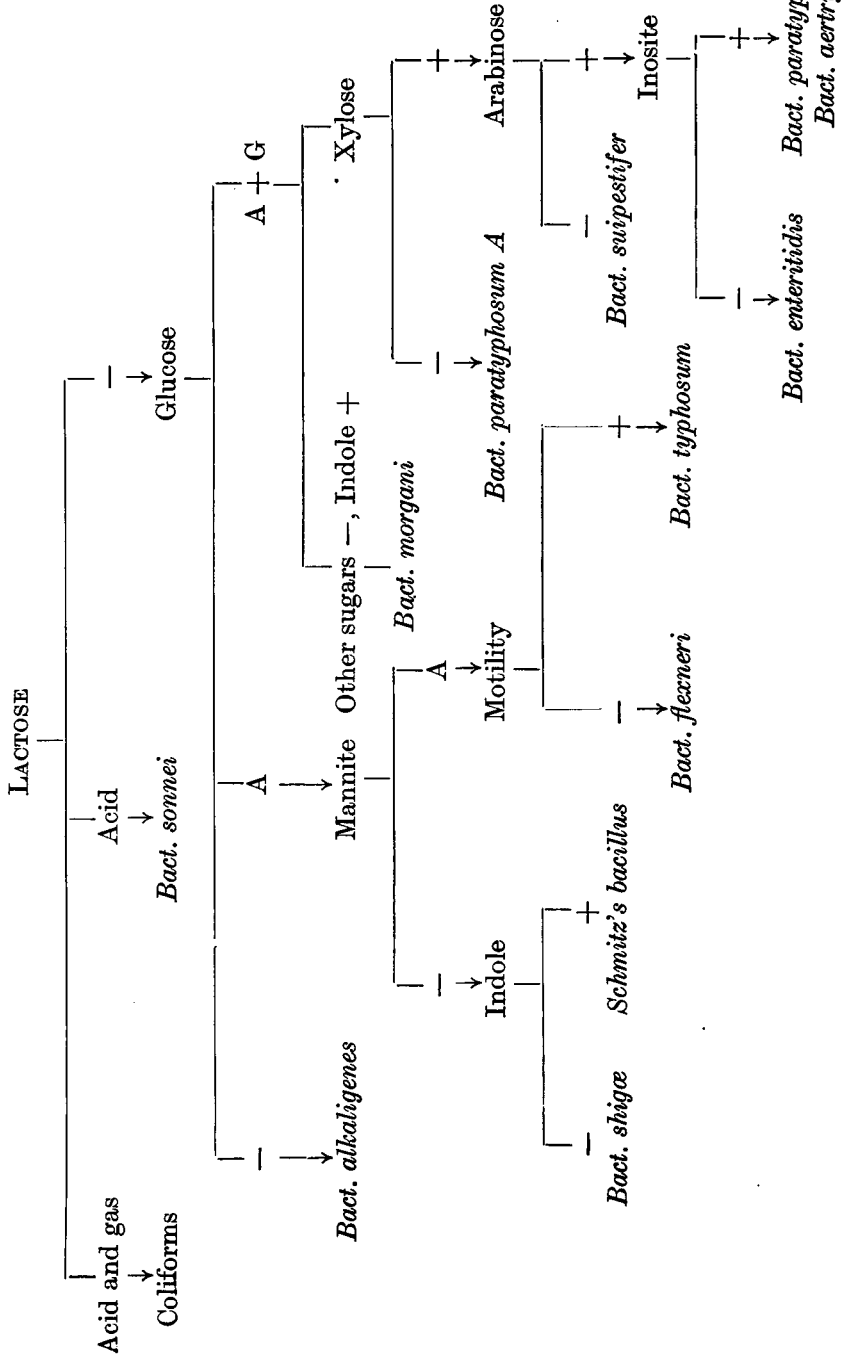 LACTOSE
Acid and gas Acid −
Coliforms Bact. sonnei Glucose
− A A + G
Bact. alkaligenes Mannite Other sugars −, Indole + Xylose
Bact. morgani
− A − +
Indole Motility Bact. paratyphosum A Arabinose
− + − + − +
Bact. shigæ Schmitz's bacillus Bact. suipestifer Inosite
Bact. flexneri Bact. typhosum
− +
Bact. enteritidis Bact. paratyp
Bact. aertry